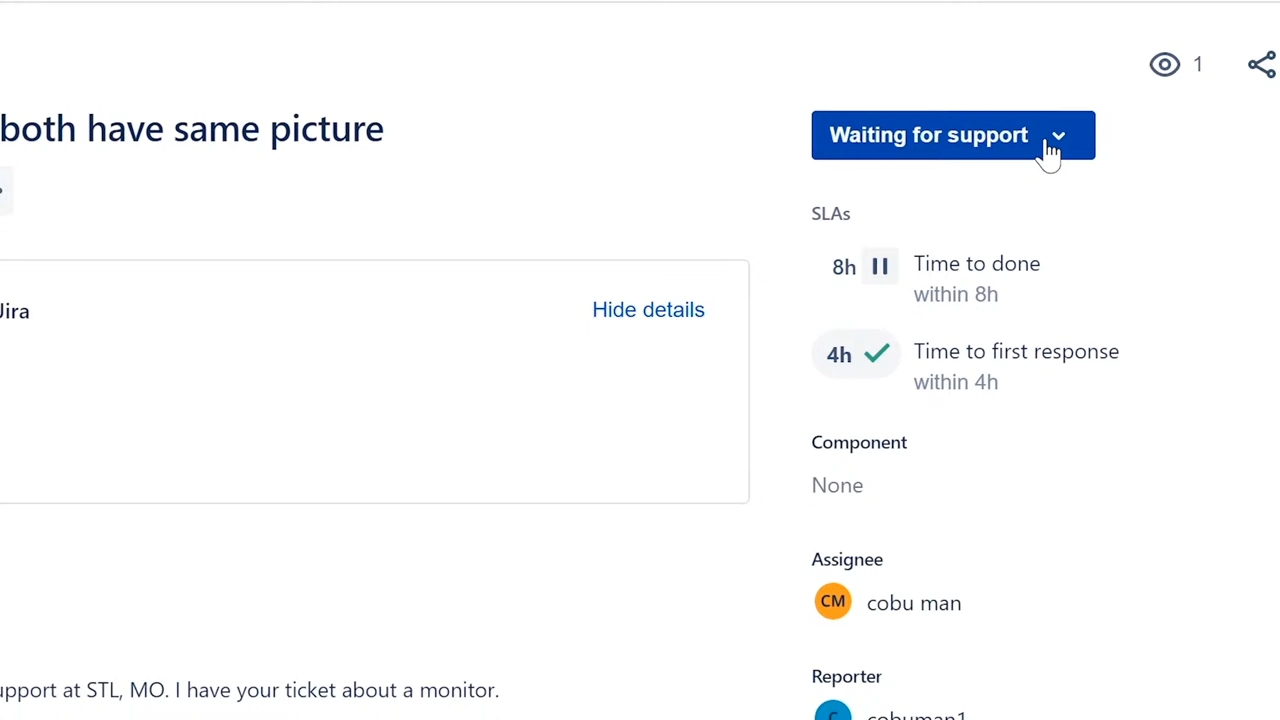 1
both have same picture
Waiting for support
SLAs
8h Time to done
within 8h
Jira
Hide details
4h Time to first response
within 4h
Component
None
Assignee
CM cobu man
Reporter
C cobuman1
upport at STL, MO. I have your ticket about a monitor.